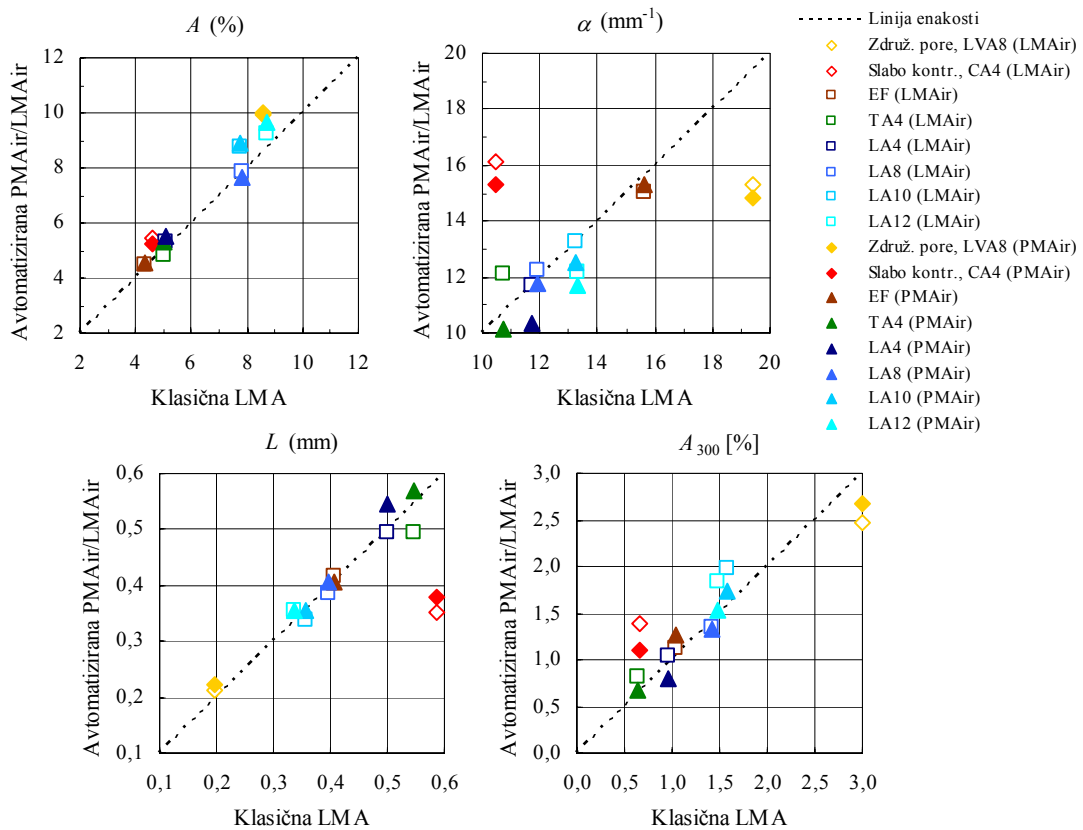 A (%)
12
10
8
6
4
2
2 4 6 8 10 12
Avtomatizirana PMAir/LMAir
Klasična LMA
α (mm⁻¹)
20
18
16
14
12
10
10 12 14 16 18 20
Avtomatizirana PMAir/LMAir
Klasična LMA
Linija enakosti
Združ. pore, LVA8 (LMAir)
Slabo kontr., CA4 (LMAir)
EF (LMAir)
TA4 (LMAir)
LA4 (LMAir)
LA8 (LMAir)
LA10 (LMAir)
LA12 (LMAir)
Združ. pore, LVA8 (PMAir)
Slabo kontr., CA4 (PMAir)
EF (PMAir)
TA4 (PMAir)
LA4 (PMAir)
LA8 (PMAir)
LA10 (PMAir)
LA12 (PMAir)
L (mm)
0,6
0,5
0,4
0,3
0,2
0,1
0,1 0,2 0,3 0,4 0,5 0,6
Avtomatizirana PMAir/LMAir
Klasična LMA
A₃₀₀ [%]
3,0
2,5
2,0
1,5
1,0
0,5
0,0
0,0 0,5 1,0 1,5 2,0 2,5 3,0
Avtomatizirana PMAir/LMAir
Klasična LMA